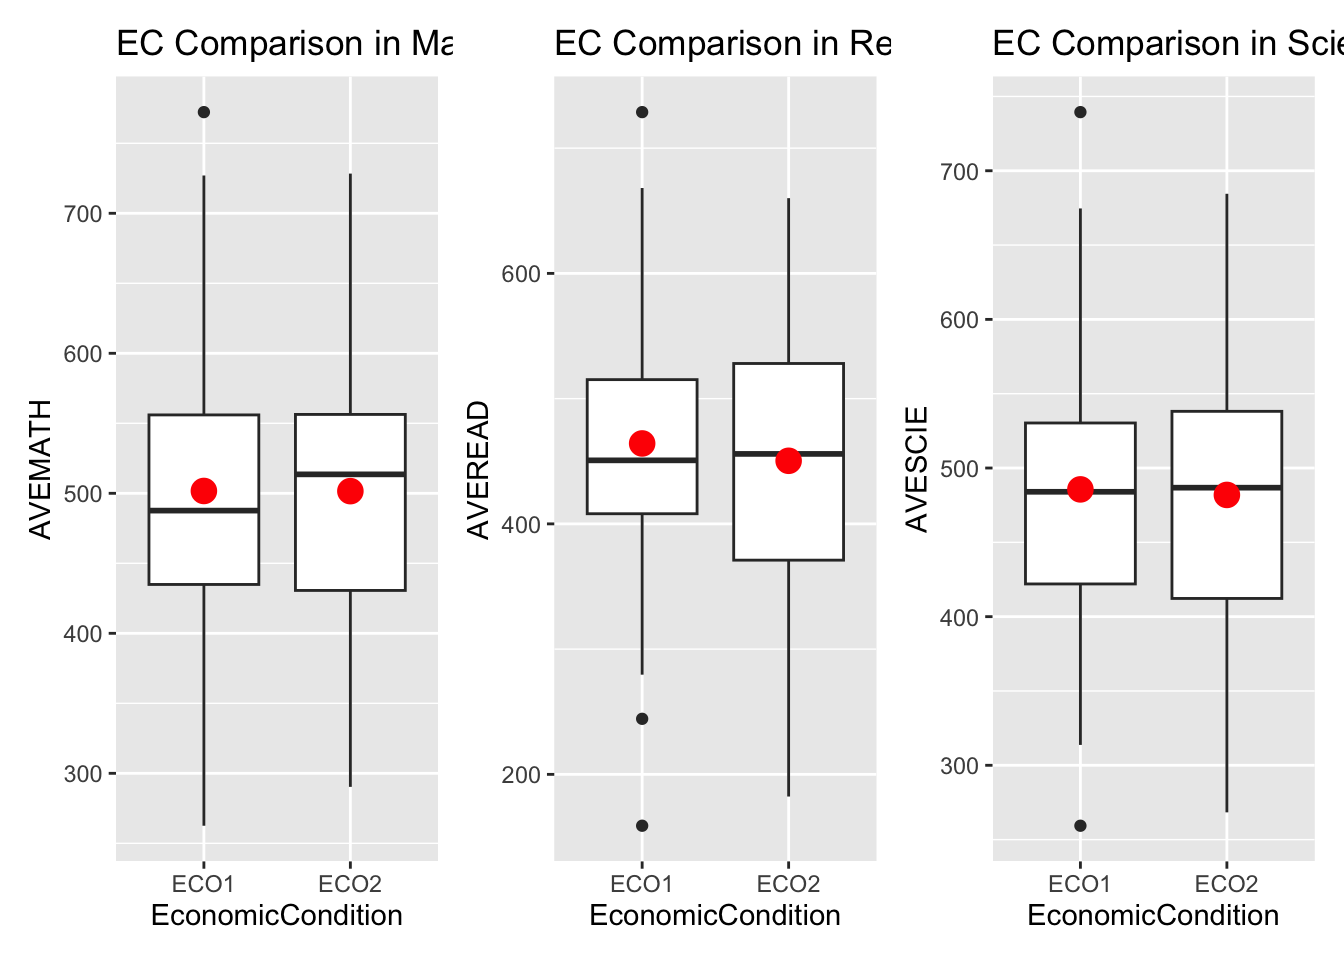 EC Comparison in Ma
AVEMATH
700
600
500
400
300
ECO1 ECO2
EconomicCondition
EC Comparison in Re
AVEREAD
600
400
200
ECO1 ECO2
EconomicCondition
EC Comparison in Scie
AVESCIE
700
600
500
400
300
ECO1 ECO2
EconomicCondition